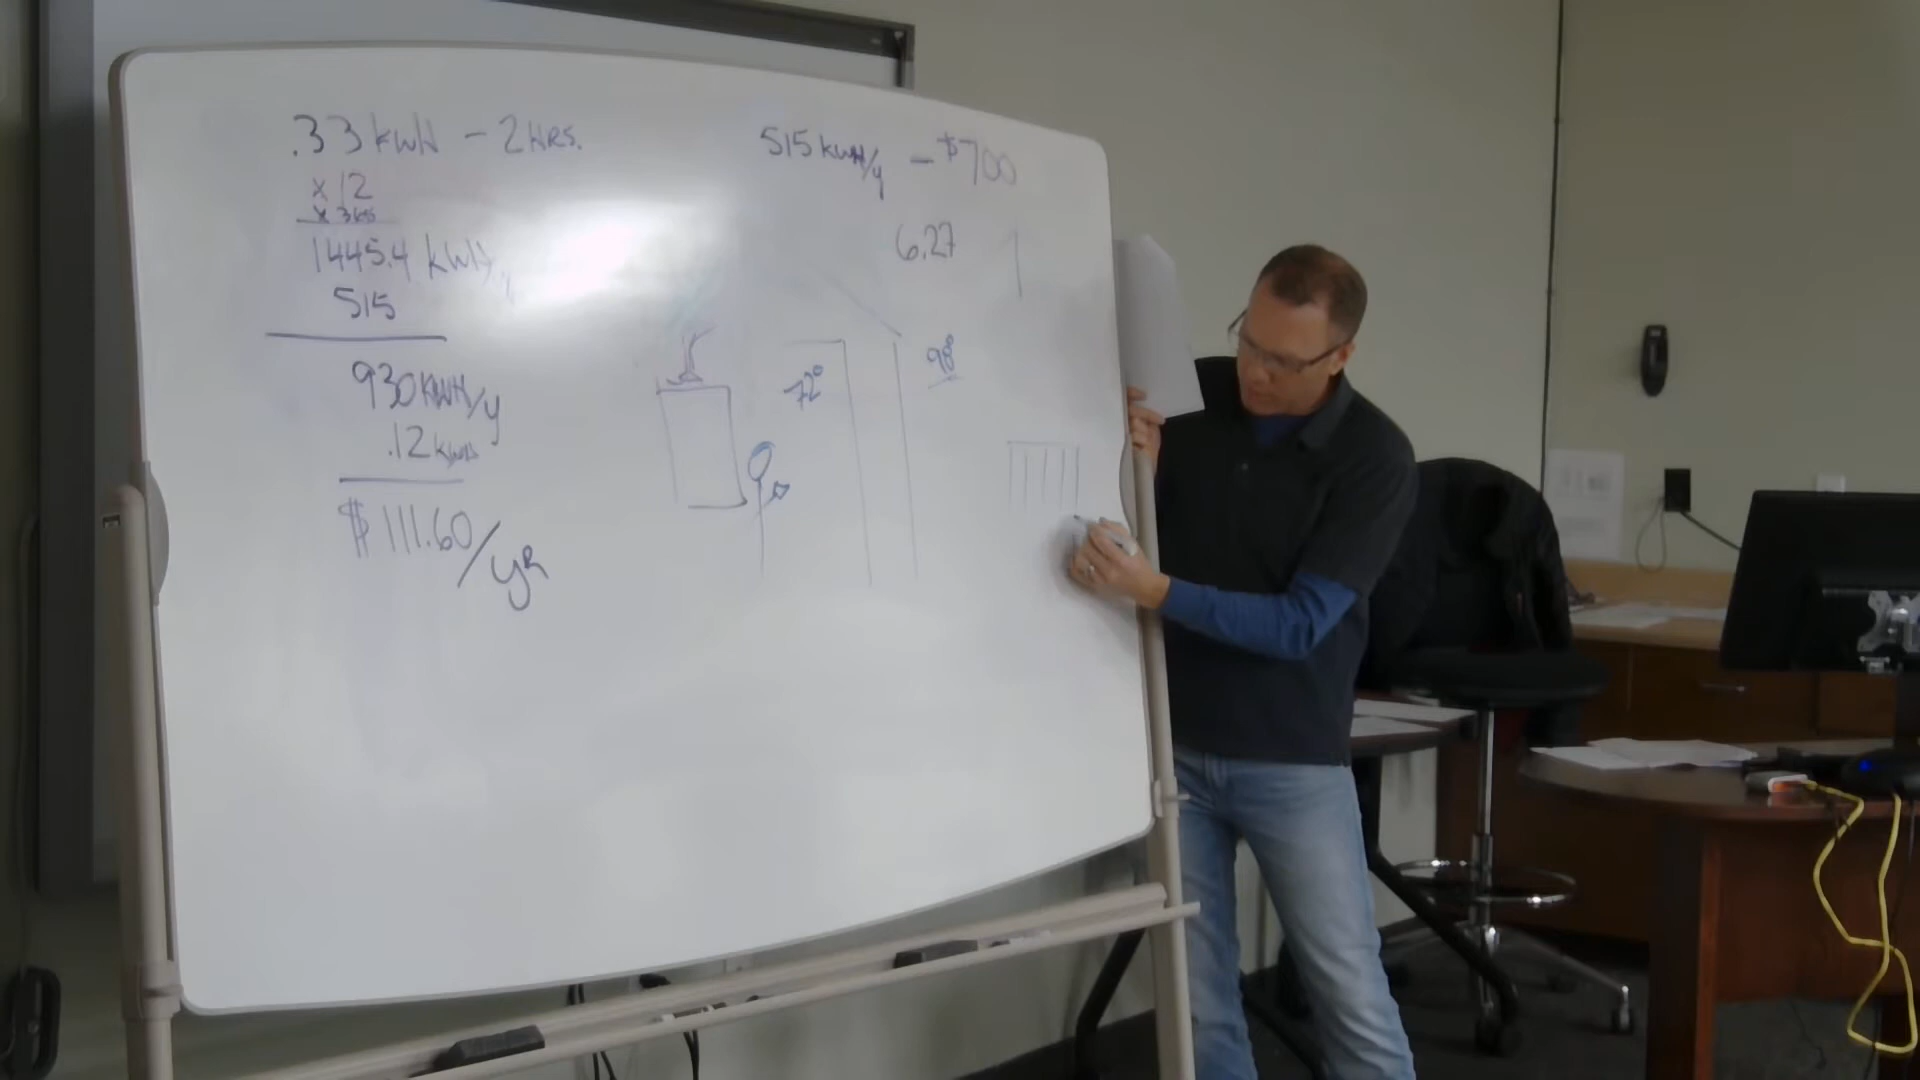 .33 kWH - 2 HRS.
x 12
x 365
1445.4 kWH/y
515
930 kWH/y
.12 kWH
$111.60/yR
515 kWH/y - $700
6.27
72°
98°